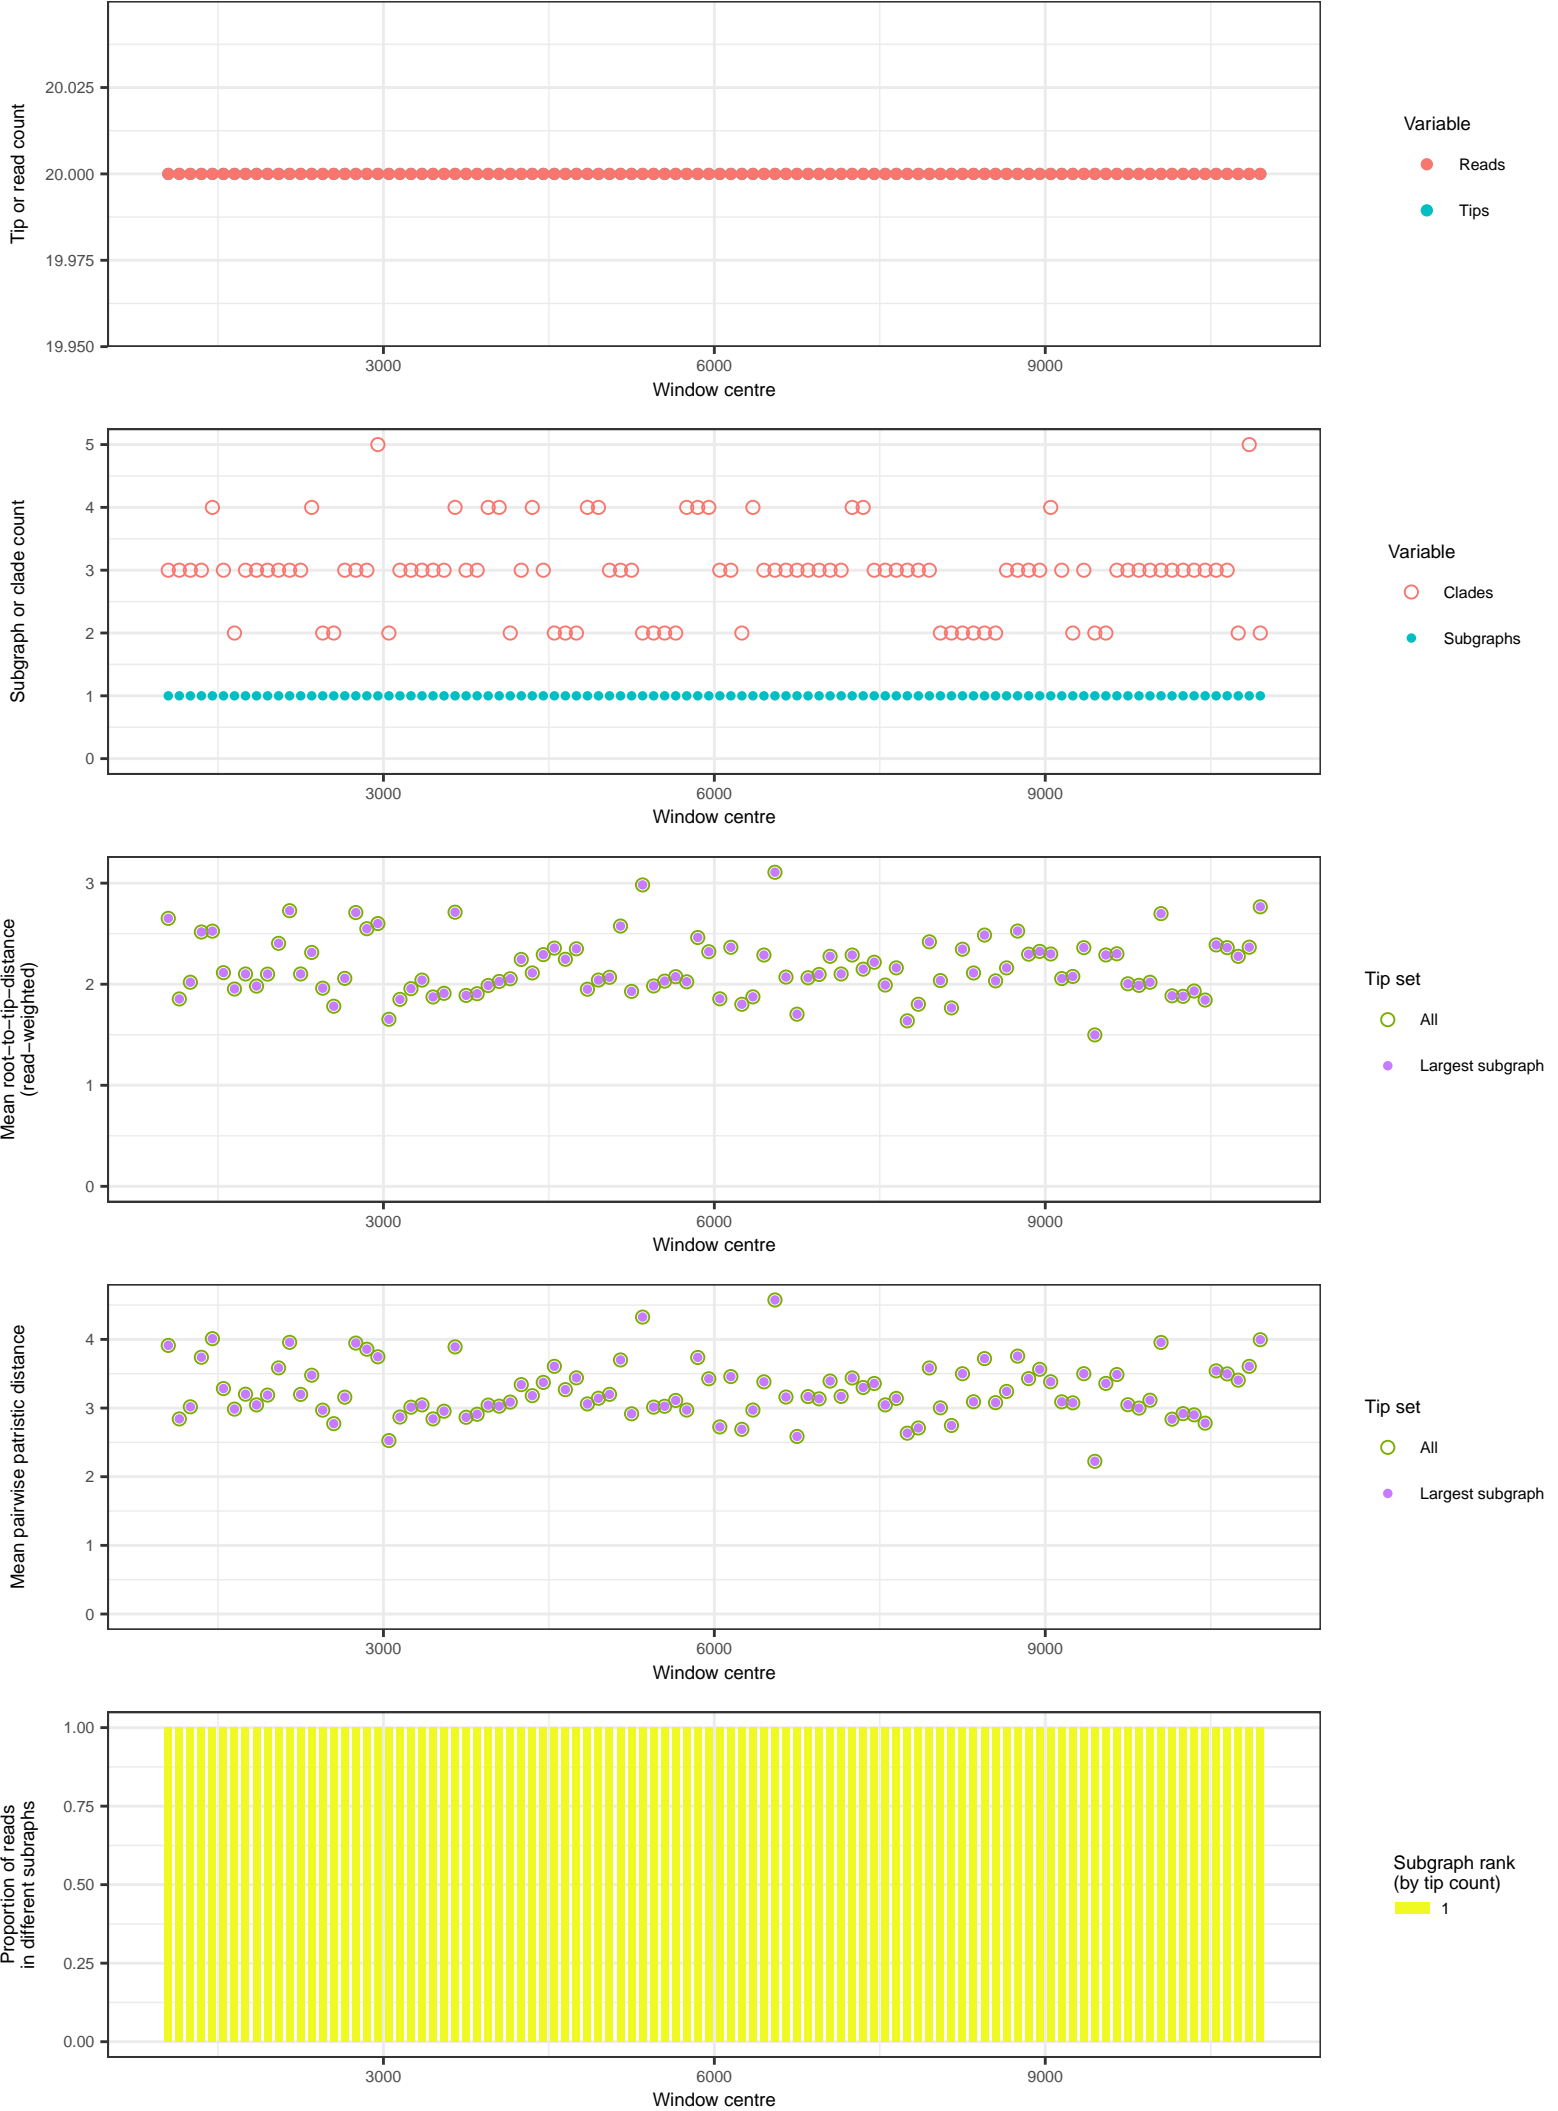 Tip or read count
20.025
20.000
19.975
19.950
3000 6000 9000
Window centre
Variable
Reads
Tips
Subgraph or clade count
5
4
3
2
1
0
3000 6000 9000
Window centre
Variable
Clades
Subgraphs
Mean root−to−tip−distance
(read−weighted)
3
2
1
0
3000 6000 9000
Window centre
Tip set
All
Largest subgraph
Mean pairwise patristic distance
4
3
2
1
0
3000 6000 9000
Window centre
Tip set
All
Largest subgraph
Proportion of reads
in different subraphs
1.00
0.75
0.50
0.25
0.00
3000 6000 9000
Window centre
Subgraph rank
(by tip count)
1